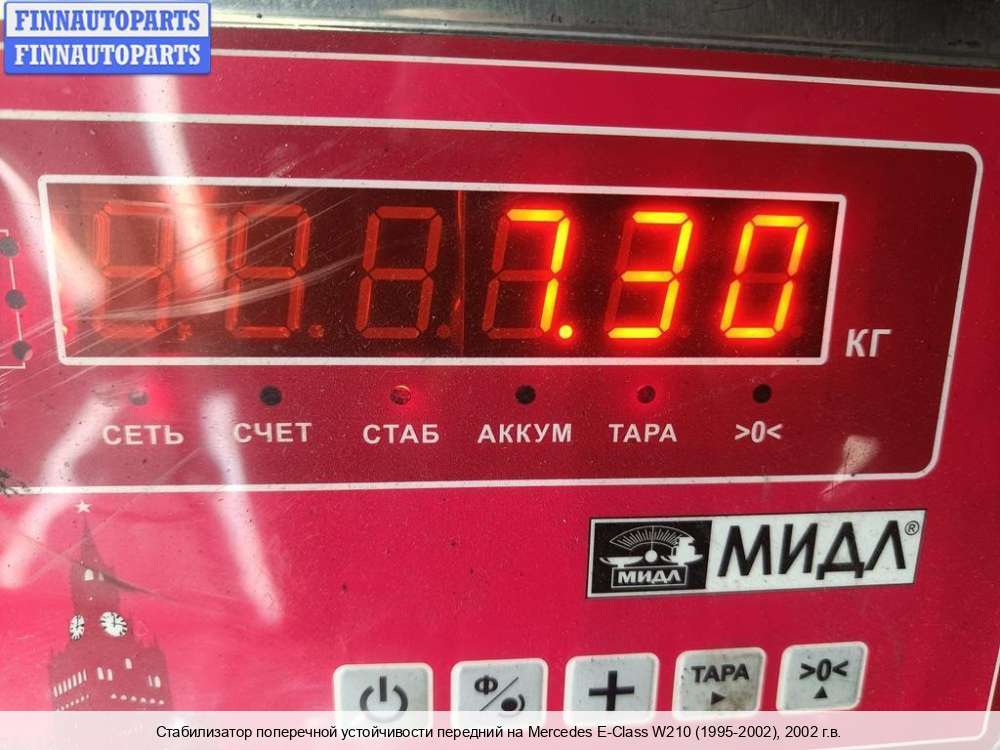 FINNAUTOPARTS
FINNAUTOPARTS
7.30
КГ
СЕТЬ СЧЕТ СТАБ АККУМ ТАРА >0<
МИДЛ МИДЛ®
Ф ТАРА >0<
Стабилизатор поперечной устойчивости передний на Mercedes E-Class W210 (1995-2002), 2002 г.в.